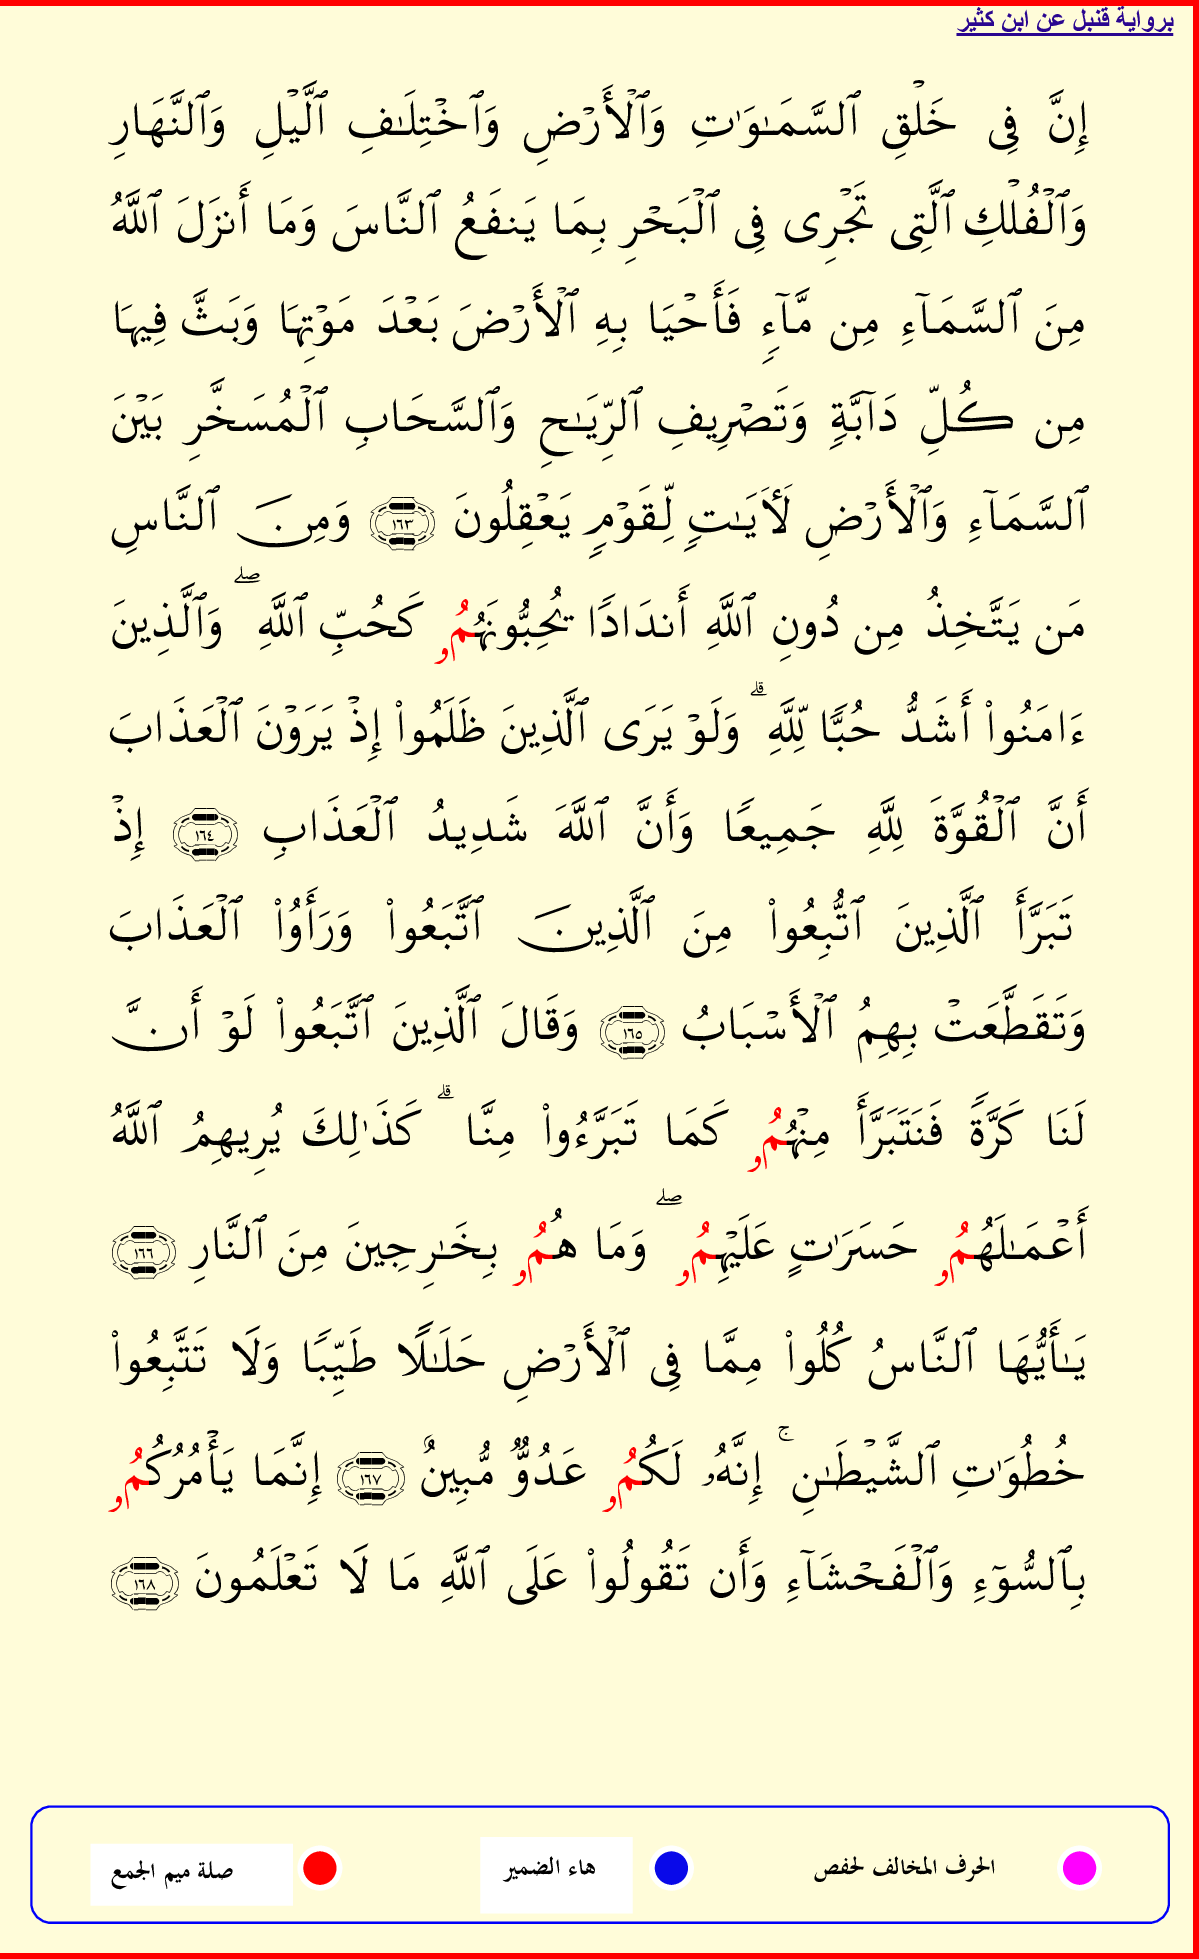 برواية قنبل عن ابن كثير
إِنَّ فِى خَلْقِ ٱلسَّمَـٰوَٰتِ وَٱلْأَرْضِ وَٱخْتِلَـٰفِ ٱلَّيْلِ وَٱلنَّهَارِ
وَٱلْفُلْكِ ٱلَّتِى تَجْرِى فِى ٱلْبَحْرِ بِمَا يَنفَعُ ٱلنَّاسَ وَمَا أَنزَلَ ٱللَّهُ
مِنَ ٱلسَّمَآءِ مِن مَّآءٍ فَأَحْيَا بِهِ ٱلْأَرْضَ بَعْدَ مَوْتِهَا وَبَثَّ فِيهَا
مِن كُلِّ دَآبَّةٍ وَتَصْرِيفِ ٱلرِّيَـٰحِ وَٱلسَّحَابِ ٱلْمُسَخَّرِ بَيْنَ
ٱلسَّمَآءِ وَٱلْأَرْضِ لَأَيَـٰتٍ لِّقَوْمٍ يَعْقِلُونَ ١٦٣ وَمِنَ ٱلنَّاسِ
مَن يَتَّخِذُ مِن دُونِ ٱللَّهِ أَندَادًا يُحِبُّونَهُمُۥ كَحُبِّ ٱللَّهِ ۖ وَٱلَّذِينَ
ءَامَنُوا۟ أَشَدُّ حُبًّا لِّلَّهِ ۗ وَلَوْ يَرَى ٱلَّذِينَ ظَلَمُوا۟ إِذْ يَرَوْنَ ٱلْعَذَابَ
أَنَّ ٱلْقُوَّةَ لِلَّهِ جَمِيعًا وَأَنَّ ٱللَّهَ شَدِيدُ ٱلْعَذَابِ ١٦٤ إِذْ
تَبَرَّأَ ٱلَّذِينَ ٱتُّبِعُوا۟ مِنَ ٱلَّذِينَ ٱتَّبَعُوا۟ وَرَأَوُا۟ ٱلْعَذَابَ
وَتَقَطَّعَتْ بِهِمُ ٱلْأَسْبَابُ ١٦٥ وَقَالَ ٱلَّذِينَ ٱتَّبَعُوا۟ لَوْ أَنَّ
لَنَا كَرَّةً فَنَتَبَرَّأَ مِنْهُمُۥ كَمَا تَبَرَّءُوا۟ مِنَّا ۗ كَذَٰلِكَ يُرِيهِمُ ٱللَّهُ
أَعْمَـٰلَهُمُۥ حَسَرَٰتٍ عَلَيْهِمُۥ ۖ وَمَا هُمُۥ بِخَـٰرِجِينَ مِنَ ٱلنَّارِ ١٦٦
يَـٰأَيُّهَا ٱلنَّاسُ كُلُوا۟ مِمَّا فِى ٱلْأَرْضِ حَلَـٰلًا طَيِّبًا وَلَا تَتَّبِعُوا۟
خُطُوَٰتِ ٱلشَّيْطَـٰنِ ۚ إِنَّهُۥ لَكُمُۥ عَدُوٌّ مُّبِينٌ ١٦٧ إِنَّمَا يَأْمُرُكُمُۥ
بِٱلسُّوٓءِ وَٱلْفَحْشَآءِ وَأَن تَقُولُوا۟ عَلَى ٱللَّهِ مَا لَا تَعْلَمُونَ ١٦٨
الحرف المخالف لحفص هاء الضمير صلة ميم الجمع